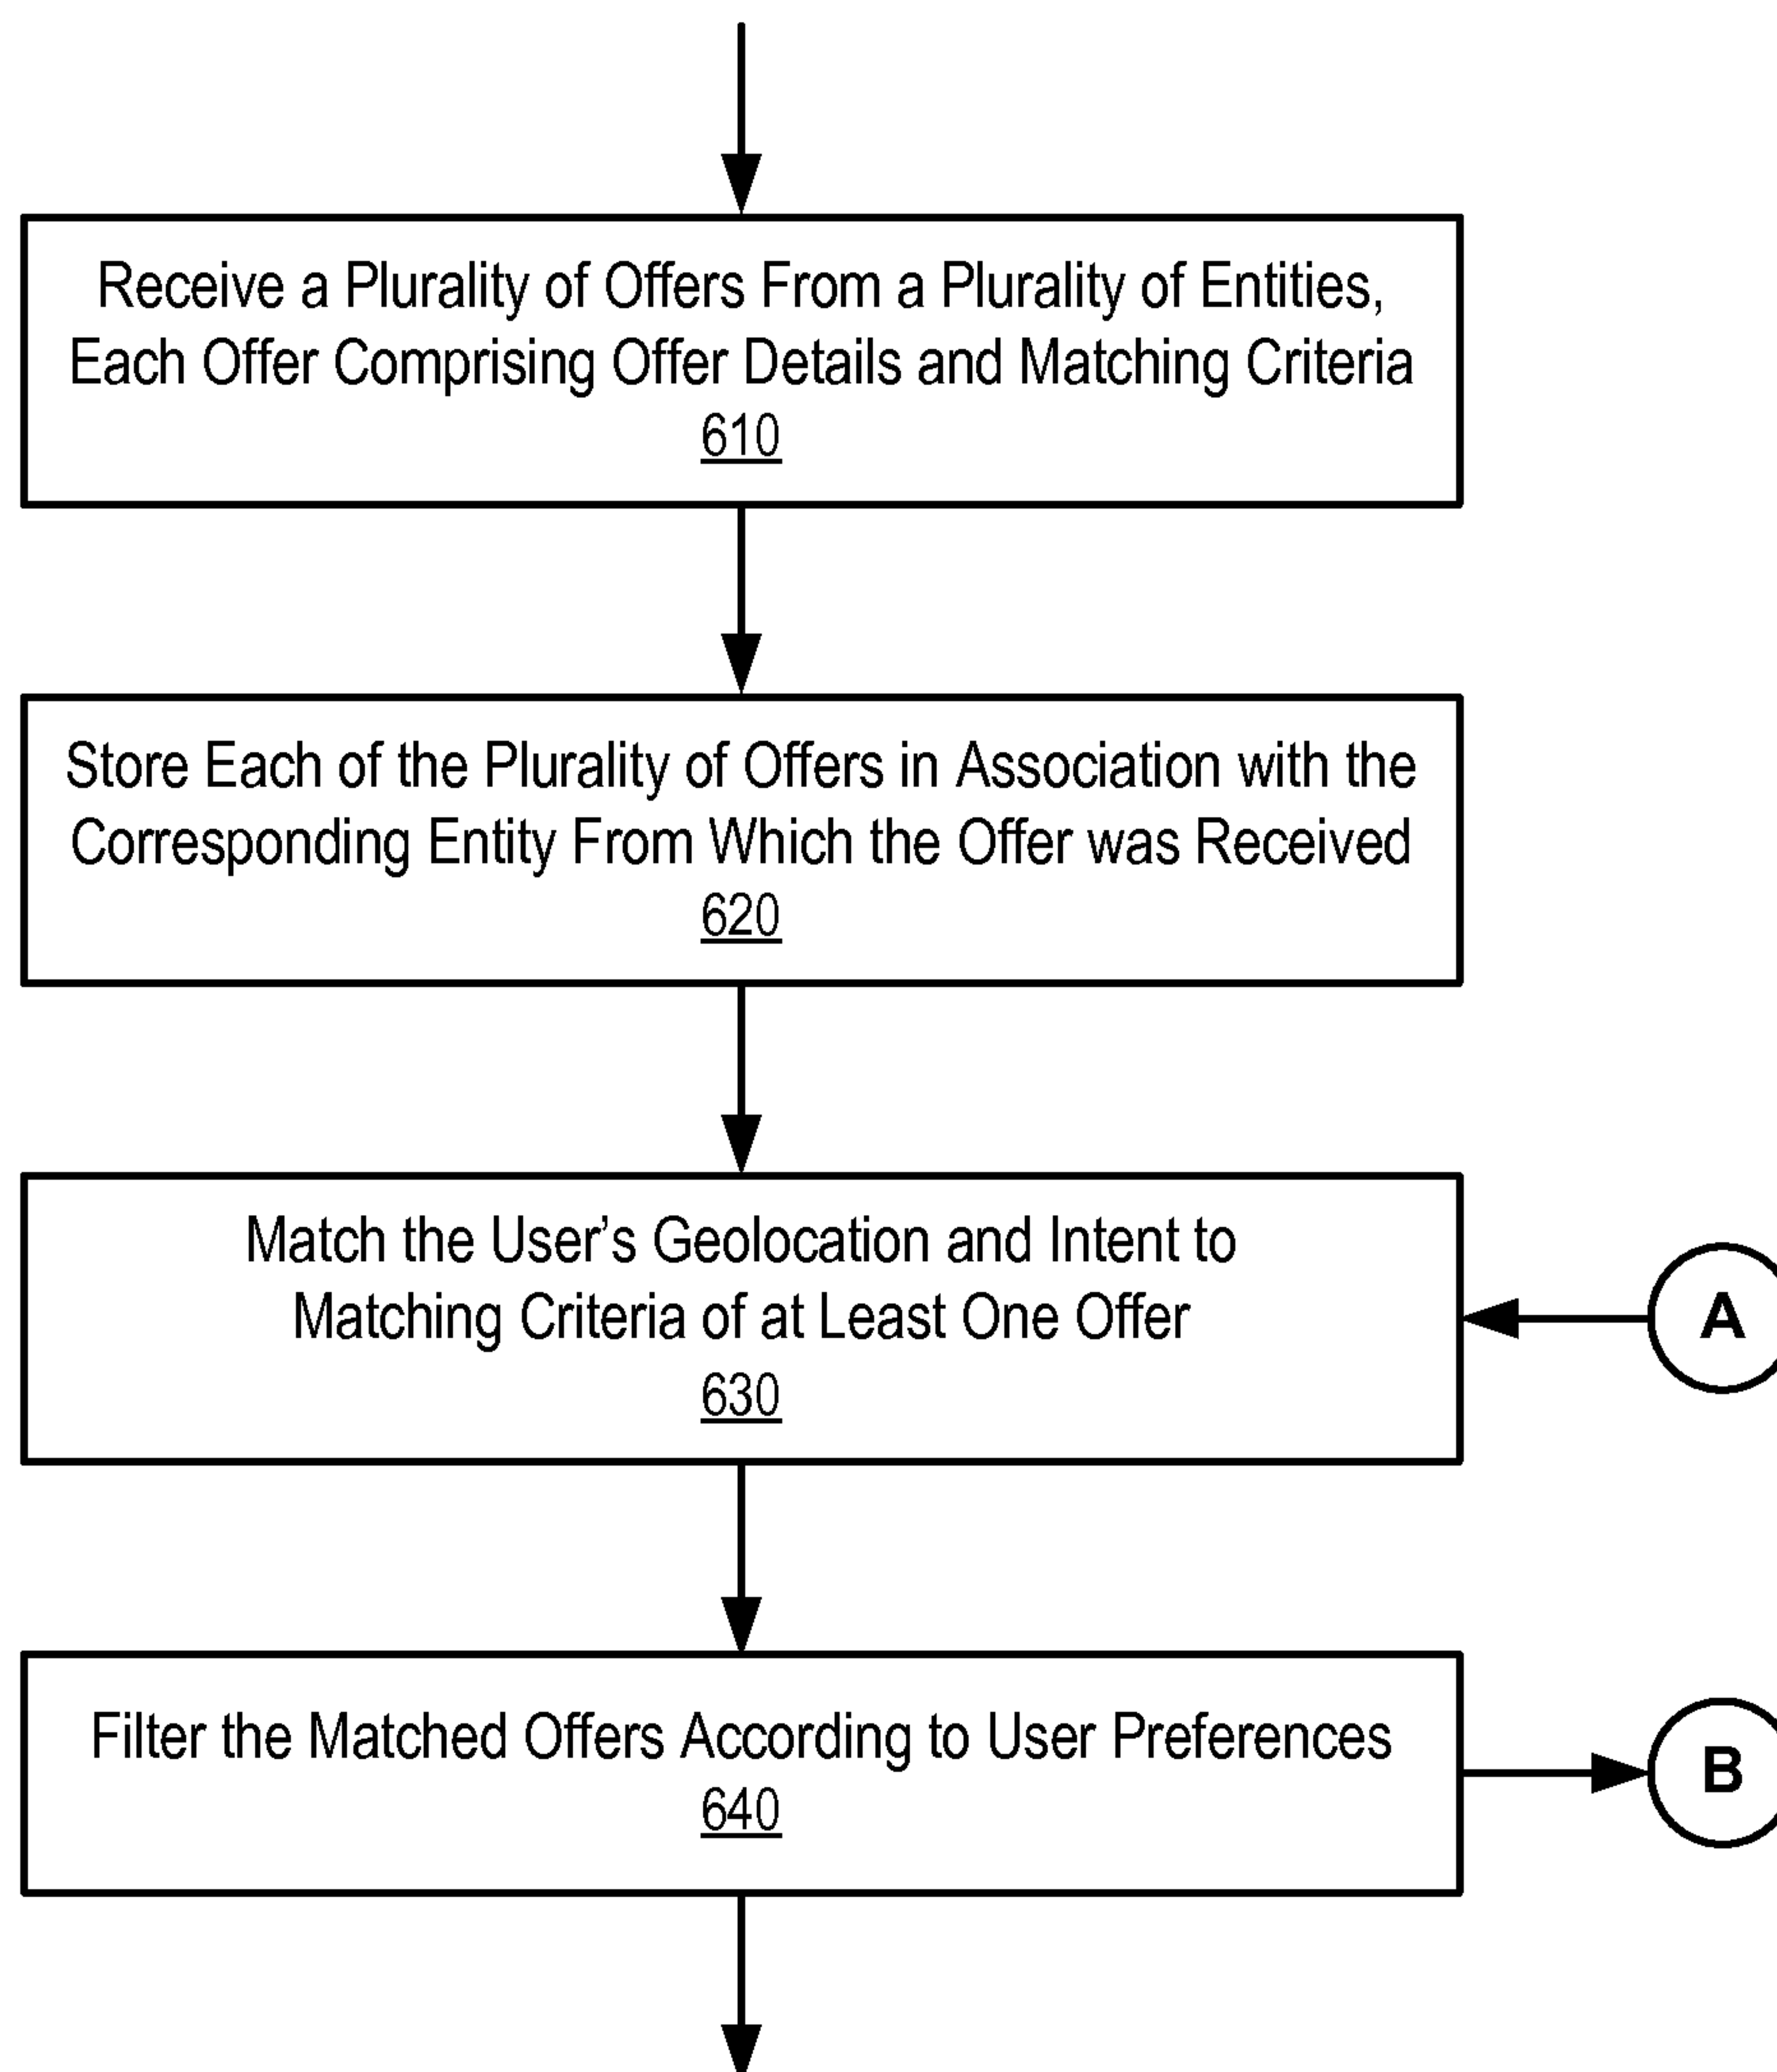 Receive a Plurality of Offers From a Plurality of Entities,
Each Offer Comprising Offer Details and Matching Criteria
610
Store Each of the Plurality of Offers in Association with the
Corresponding Entity From Which the Offer was Received
620
Match the User’s Geolocation and Intent to
Matching Criteria of at Least One Offer
630
A
Filter the Matched Offers According to User Preferences
640
B